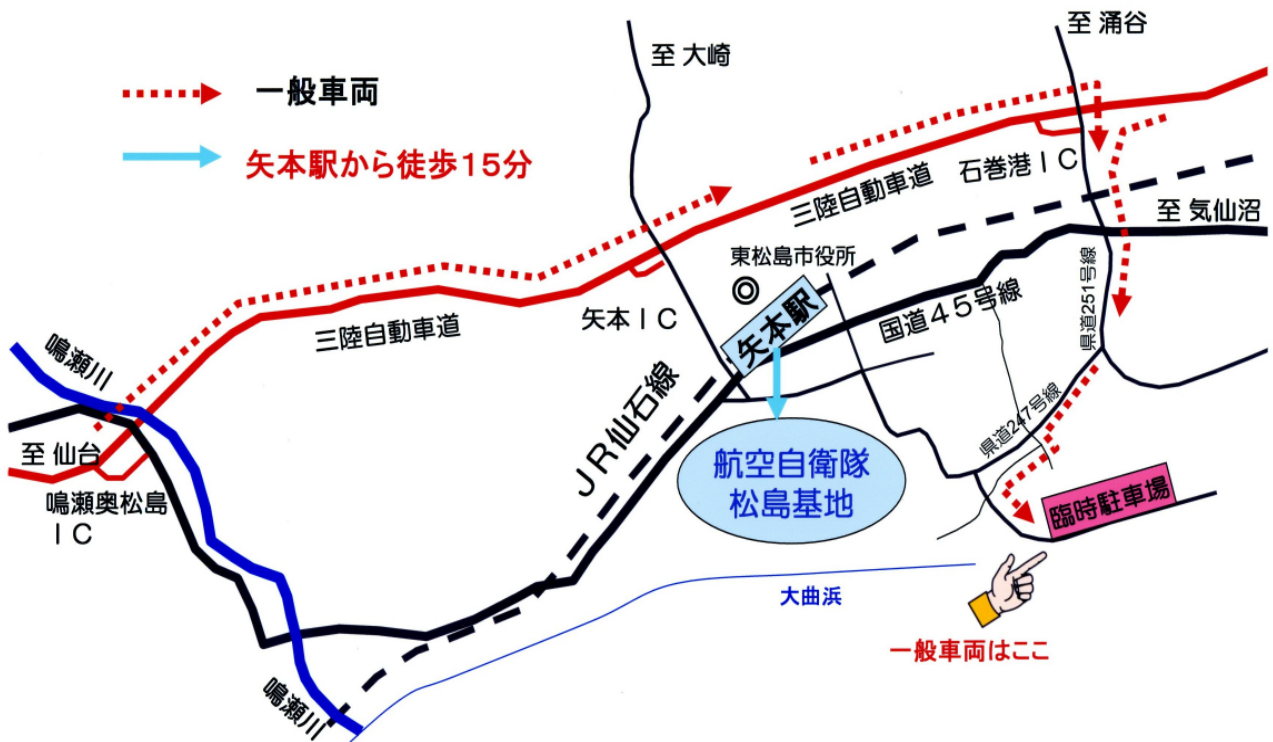 至 大崎
至 涌谷
一般車両
矢本駅から徒歩15分
三陸自動車道
石巻港IC
至 気仙沼
東松島市役所
矢本IC
三陸自動車道
矢本駅
国道45号線
県道251号線
鳴瀬川
JR仙石線
県道247号線
至 仙台
鳴瀬奥松島
IC
航空自衛隊
松島基地
臨時駐車場
大曲浜
一般車両はここ
鳴瀬川